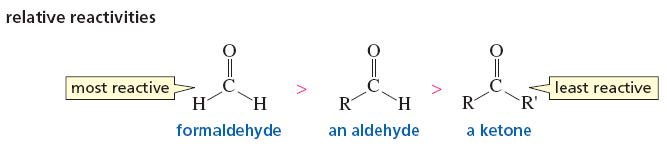 relative reactivities
O O O
most reactive C > C > C least reactive
H H R H R R'
formaldehyde an aldehyde a ketone